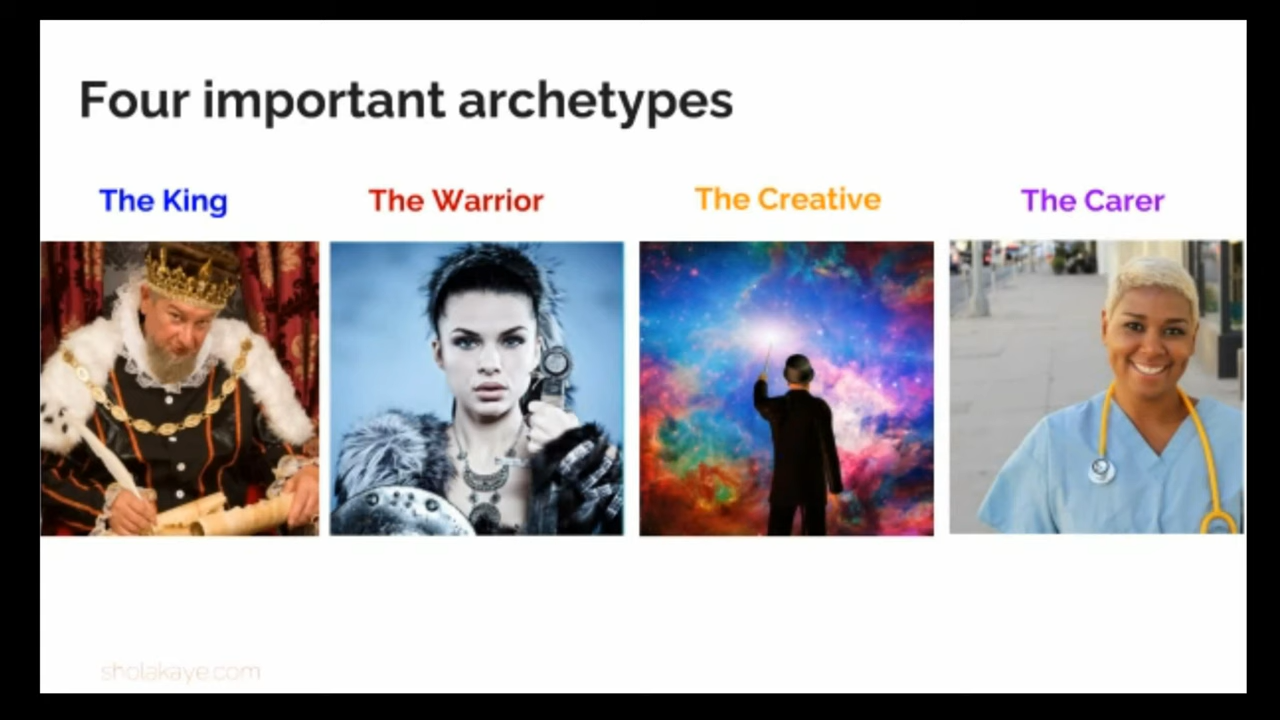 Four important archetypes
The King
The Warrior
The Creative
The Carer
sholakaye.com